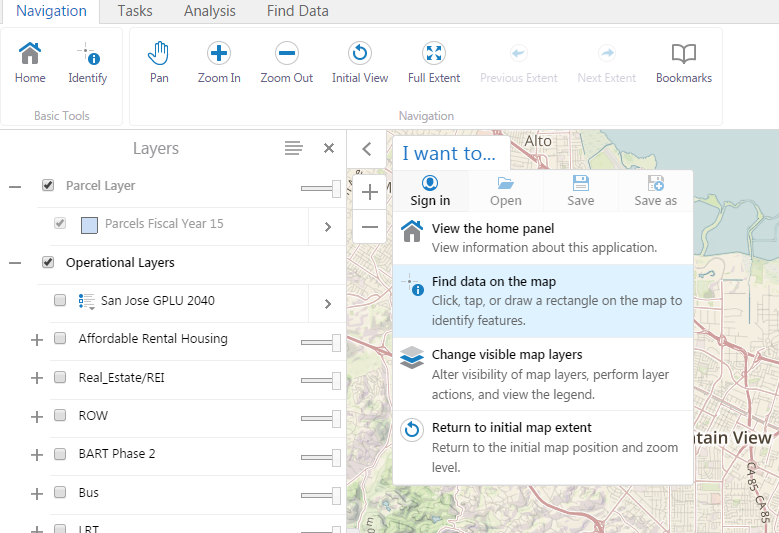 Navigation Tasks Analysis Find Data
Home Identify Pan Zoom In Zoom Out Initial View Full Extent Previous Extent Next Extent Bookmarks
Basic Tools Navigation
Layers
Parcel Layer
Parcels Fiscal Year 15
Operational Layers
San Jose GPLU 2040
Affordable Rental Housing
Real_Estate/REI
ROW
BART Phase 2
Bus
LRT
Alto
I want to...
Sign in Open Save Save as
View the home panel
View information about this application.
Find data on the map
Click, tap, or draw a rectangle on the map to
identify features.
Change visible map layers
Alter visibility of map layers, perform layer
actions, and view the legend.
Return to initial map extent
Return to the initial map position and zoom
level.
ntain View
CA 85
CA-85